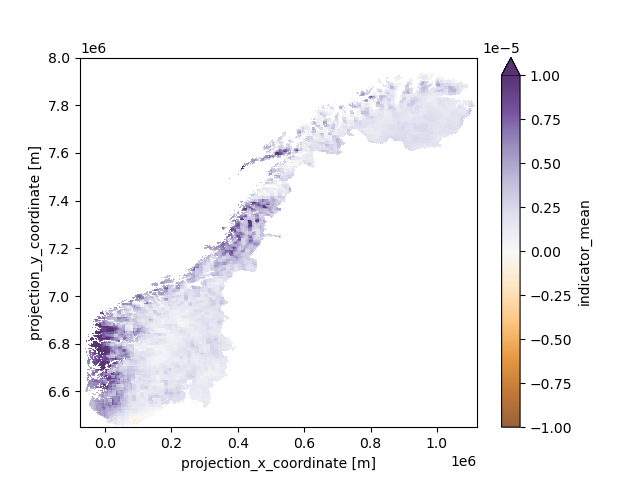 1e6
8.0
7.8
7.6
7.4
7.2
7.0
6.8
6.6
projection_y_coordinate [m]
0.0 0.2 0.4 0.6 0.8 1.0
projection_x_coordinate [m]
1e6
1e−5
1.00
0.75
0.50
0.25
0.00
−0.25
−0.50
−0.75
−1.00
indicator_mean